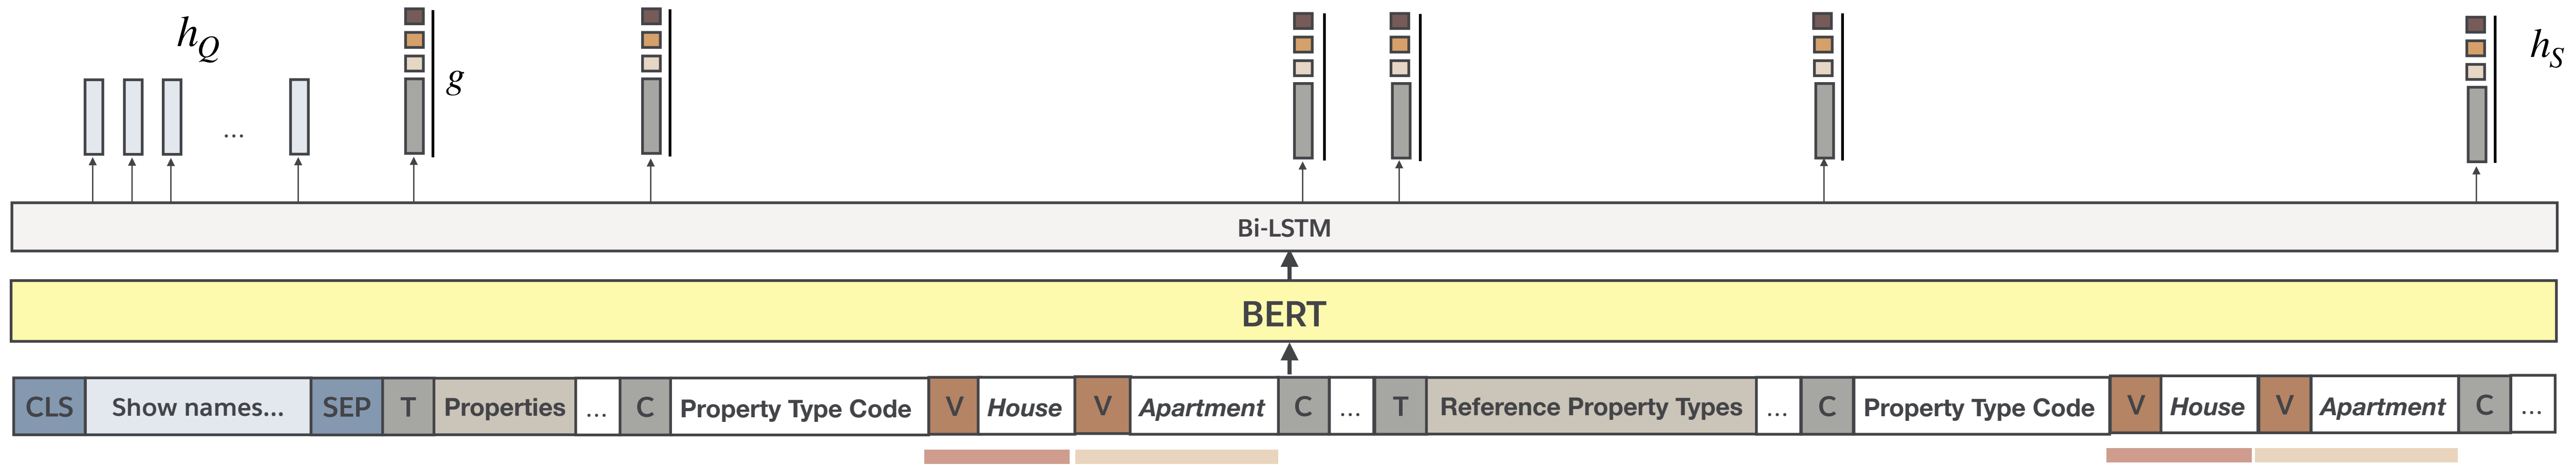 h_Q
g
h_S
...
Bi-LSTM
BERT
CLS Show names... SEP T Properties ... C Property Type Code V House V Apartment C ... T Reference Property Types ... C Property Type Code V House V Apartment C ...